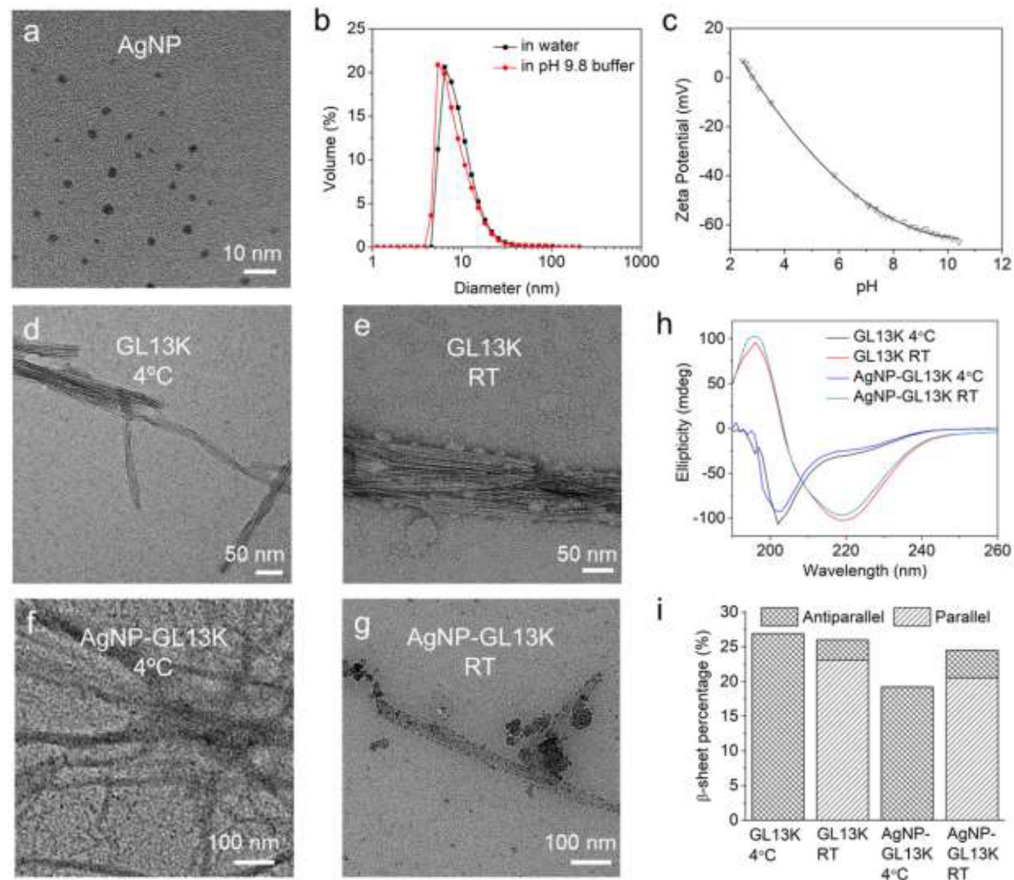 a
AgNP
10 nm
b
25
20
15
10
5
0
Volume (%)
in water
in pH 9.8 buffer
1
10
100
1000
Diameter (nm)
c
20
0
-20
-40
-60
Zeta Potential (mV)
2
4
6
8
10
12
pH
d
GL13K
4°C
50 nm
e
GL13K
RT
50 nm
h
100
50
0
-50
-100
Ellipticity (mdeg)
GL13K 4°C
GL13K RT
AgNP-GL13K 4°C
AgNP-GL13K RT
200
220
240
260
Wavelength (nm)
f
AgNP-GL13K
4°C
100 nm
g
AgNP-GL13K
RT
100 nm
i
30
25
20
15
10
5
0
β-sheet percentage (%)
Antiparallel
Parallel
GL13K
4°C
GL13K
RT
AgNP-
GL13K
4°C
AgNP-
GL13K
RT